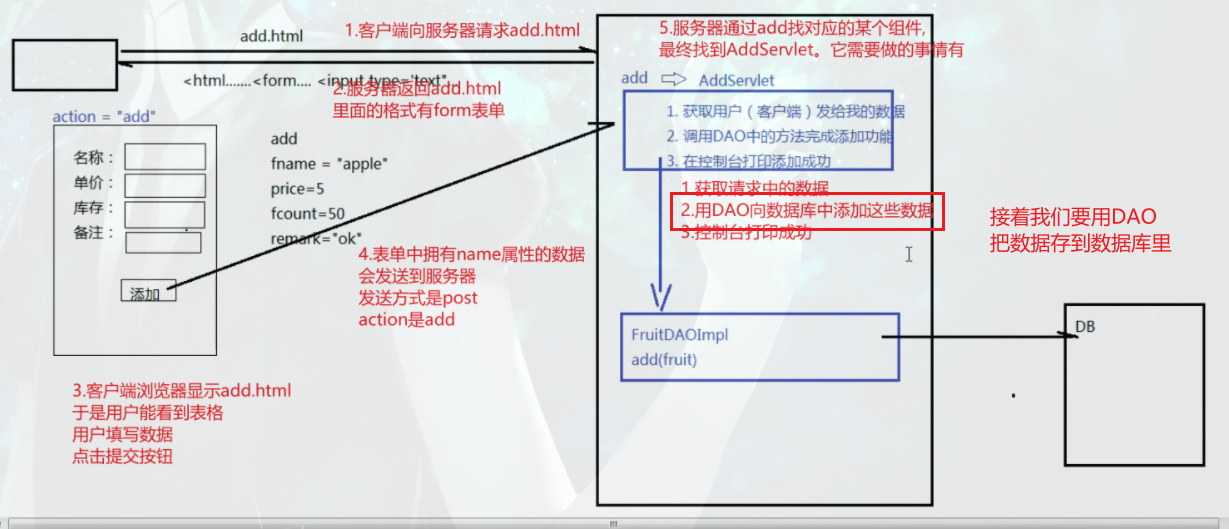 add.html
1.客户端向服务器请求add.html
<html.......<form.... <input type='text"
2.服务器返回add.html
里面的格式有form表单
action = "add"
名称：
单价：
库存：
备注：
添加
add
fname = "apple"
price=5
fcount=50
remark="ok"
3.客户端浏览器显示add.html
于是用户能看到表格
用户填写数据
点击提交按钮
4.表单中拥有name属性的数据
会发送到服务器
发送方式是post
action是add
5.服务器通过add找对应的某个组件,
最终找到AddServlet。它需要做的事情有
add AddServlet
1. 获取用户（客户端）发给我的数据
2. 调用DAO中的方法完成添加功能
3. 在控制台打印添加成功
1.获取请求中的数据
2.用DAO向数据库中添加这些数据
3.控制台打印成功
接着我们要用DAO
把数据存到数据库里
FruitDAOImpl
add(fruit)
DB